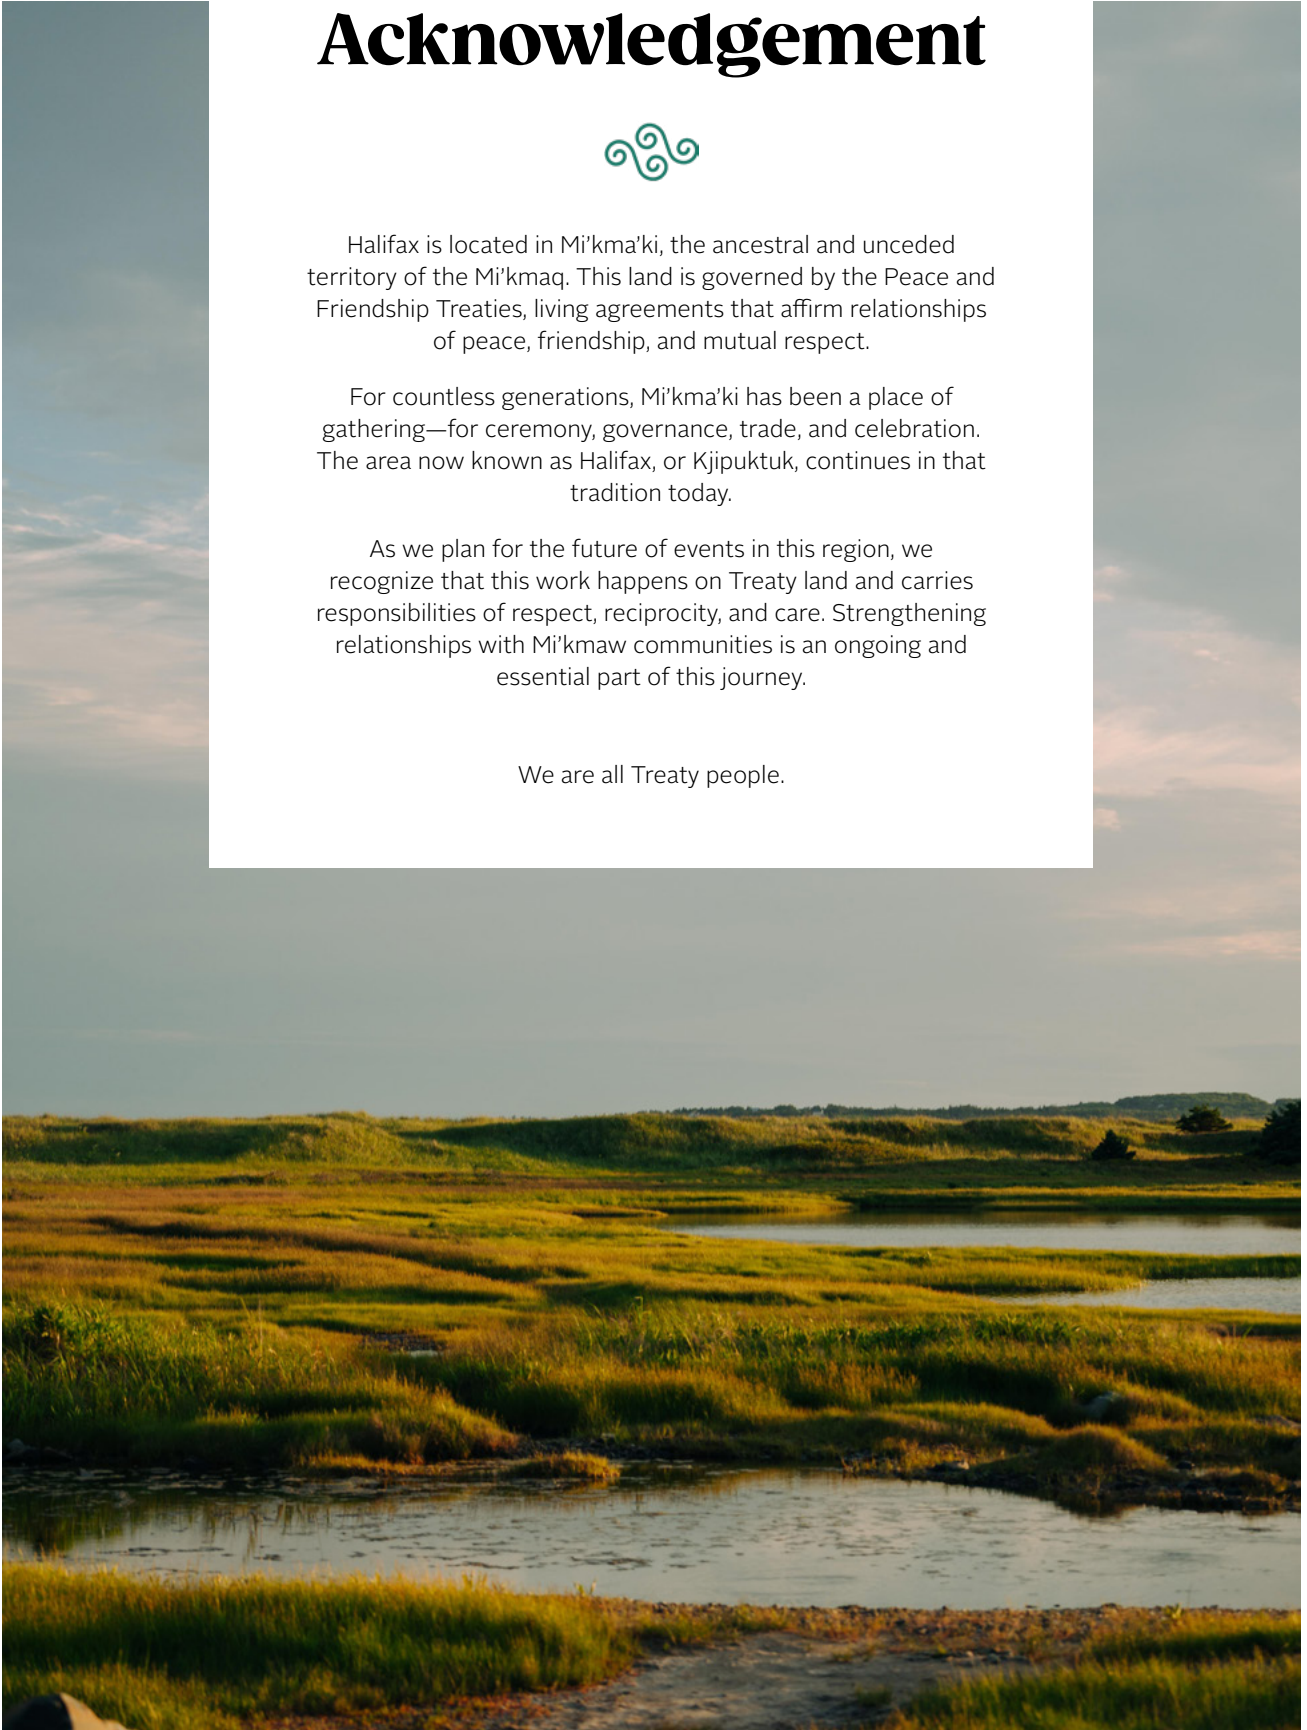 Acknowledgement
Halifax is located in Mi’kma’ki, the ancestral and unceded
territory of the Mi’kmaq. This land is governed by the Peace and
Friendship Treaties, living agreements that affirm relationships
of peace, friendship, and mutual respect.
For countless generations, Mi’kma’ki has been a place of
gathering—for ceremony, governance, trade, and celebration.
The area now known as Halifax, or Kjipuktuk, continues in that
tradition today.
As we plan for the future of events in this region, we
recognize that this work happens on Treaty land and carries
responsibilities of respect, reciprocity, and care. Strengthening
relationships with Mi’kmaw communities is an ongoing and
essential part of this journey.
We are all Treaty people.